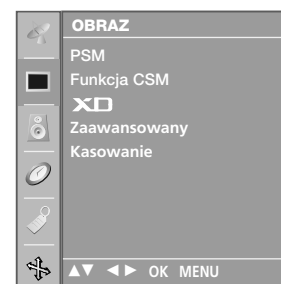 OBRAZ
PSM
Funkcja CSM
XD
Zaawansowany
Kasowanie
▲▼ ◄► OK MENU